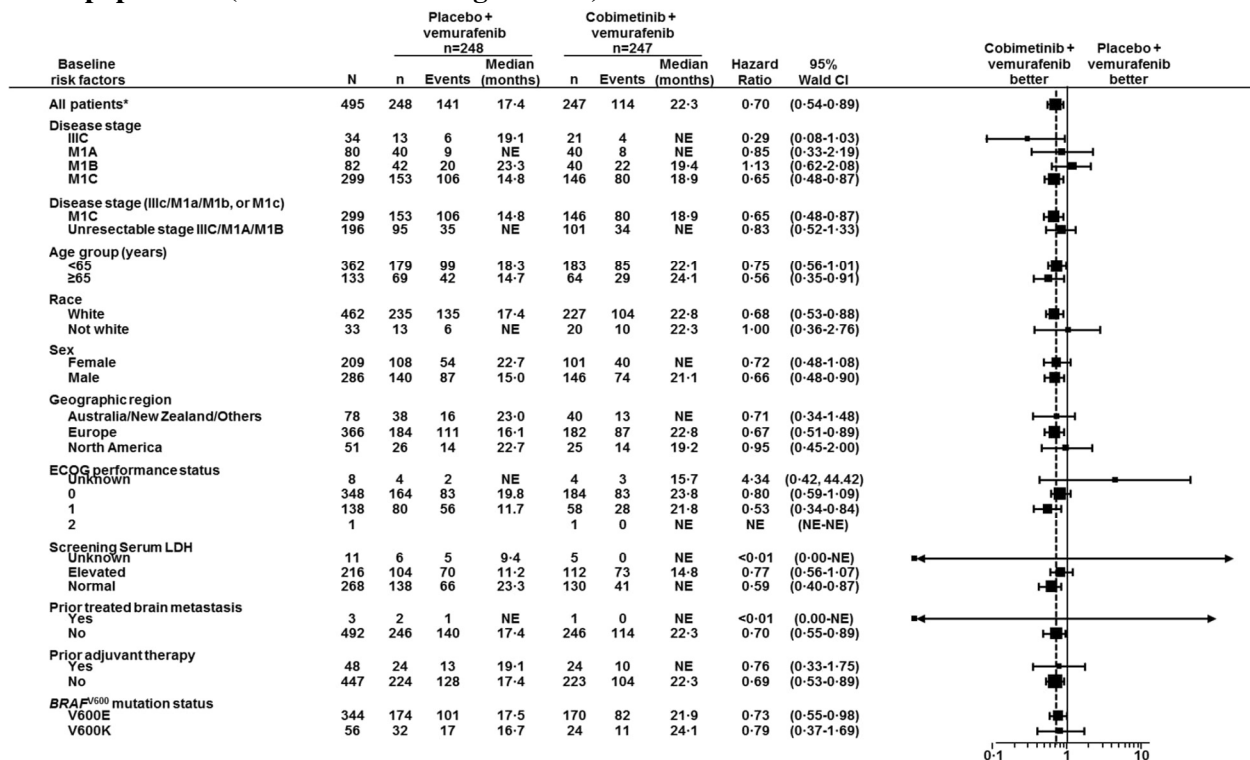 Placebo + Cobimetinib +
vemurafenib vemurafenib
n=248 n=247 Cobimetinib + Placebo +
Baseline Median Median Hazard 95% vemurafenib vemurafenib
risk factors N n Events (months) n Events (months) Ratio Wald CI better better
All patients* 495 248 141 17·4 247 114 22·3 0·70 (0·54-0·89)
Disease stage
IIIC 34 13 6 19·1 21 4 NE 0·29 (0·08-1·03)
M1A 80 40 9 NE 40 8 NE 0·85 (0·33-2·19)
M1B 82 42 20 23·3 40 22 19·4 1·13 (0·62-2·08)
M1C 299 153 106 14·8 146 80 18·9 0·65 (0·48-0·87)
Disease stage (IIIc/M1a/M1b, or M1c)
M1C 299 153 106 14·8 146 80 18·9 0·65 (0·48-0·87)
Unresectable stage IIIC/M1A/M1B 196 95 35 NE 101 34 NE 0·83 (0·52-1·33)
Age group (years)
<65 362 179 99 18·3 183 85 22·1 0·75 (0·56-1·01)
≥65 133 69 42 14·7 64 29 24·1 0·56 (0·35-0·91)
Race
White 462 235 135 17·4 227 104 22·8 0·68 (0·53-0·88)
Not white 33 13 6 NE 20 10 22·3 1·00 (0·36-2·76)
Sex
Female 209 108 54 22·7 101 40 NE 0·72 (0·48-1·08)
Male 286 140 87 15·0 146 74 21·1 0·66 (0·48-0·90)
Geographic region
Australia/New Zealand/Others 78 38 16 23·0 40 13 NE 0·71 (0·34-1·48)
Europe 366 184 111 16·1 182 87 22·8 0·67 (0·51-0·89)
North America 51 26 14 22·7 25 14 19·2 0·95 (0·45-2·00)
ECOG performance status
Unknown 8 4 2 NE 4 3 15·7 4·34 (0·42, 44.42)
0 348 164 83 19·8 184 83 23·8 0·80 (0·59-1·09)
1 138 80 56 11·7 58 28 21·8 0·53 (0·34-0·84)
2 1 1 0 NE NE (NE-NE)
Screening Serum LDH
Unknown 11 6 5 9·4 5 0 NE <0·01 (0·00-NE)
Elevated 216 104 70 11·2 112 73 14·8 0·77 (0·56-1·07)
Normal 268 138 66 23·3 130 41 NE 0·59 (0·40-0·87)
Prior treated brain metastasis
Yes 3 2 1 NE 1 0 NE <0·01 (0.00-NE)
No 492 246 140 17·4 246 114 22·3 0·70 (0·55-0·89)
Prior adjuvant therapy
Yes 48 24 13 19·1 24 10 NE 0·76 (0·33-1·75)
No 447 224 128 17·4 223 104 22·3 0·69 (0·53-0·89)
BRAFV600 mutation status
V600E 344 174 101 17·5 170 82 21·9 0·73 (0·55-0·98)
V600K 56 32 17 16·7 24 11 24·1 0·79 (0·37-1·69)
0·1 1 10